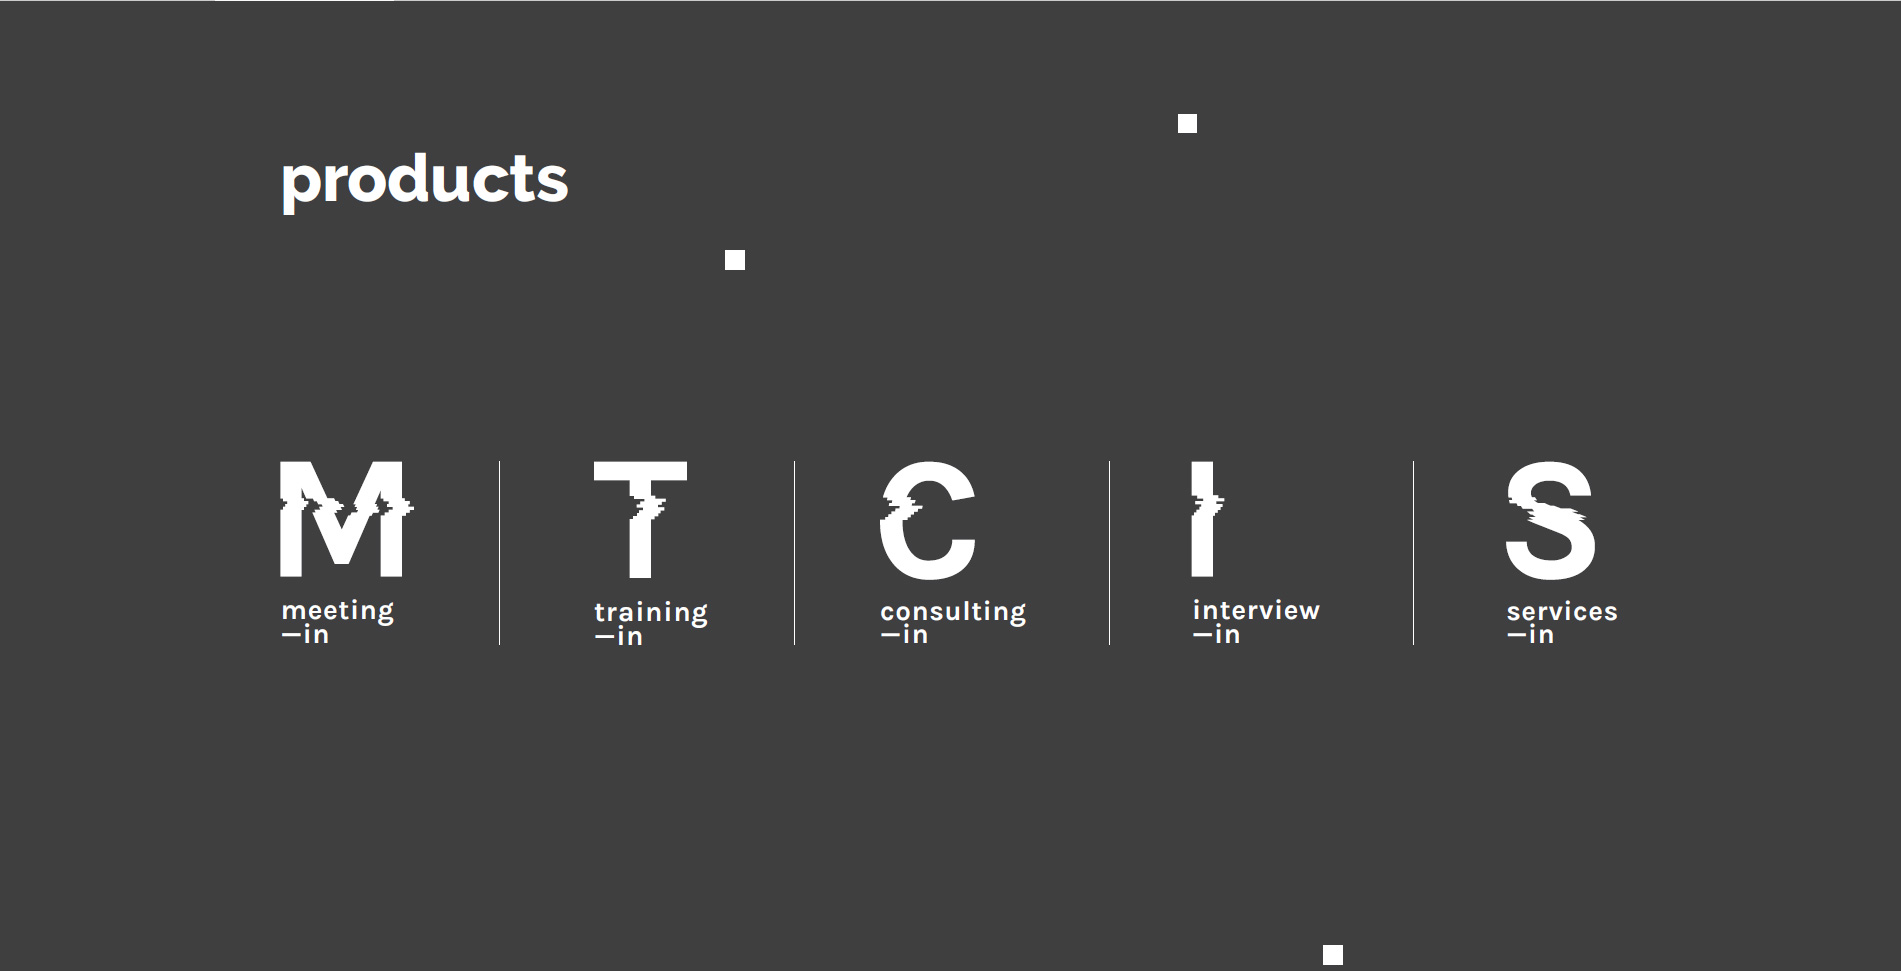 products
M
meeting
—in
T
training
—in
C
consulting
—in
I
interview
—in
S
services
—in